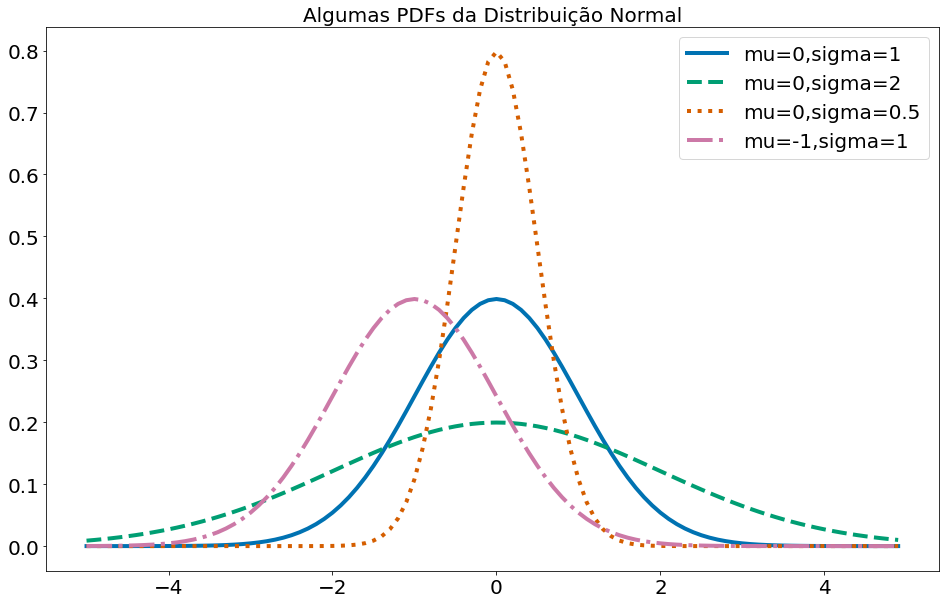 Algumas PDFs da Distribuição Normal
mu=0,sigma=1
mu=0,sigma=2
mu=0,sigma=0.5
mu=-1,sigma=1
0.8
0.7
0.6
0.5
0.4
0.3
0.2
0.1
0.0
−4 −2 0 2 4